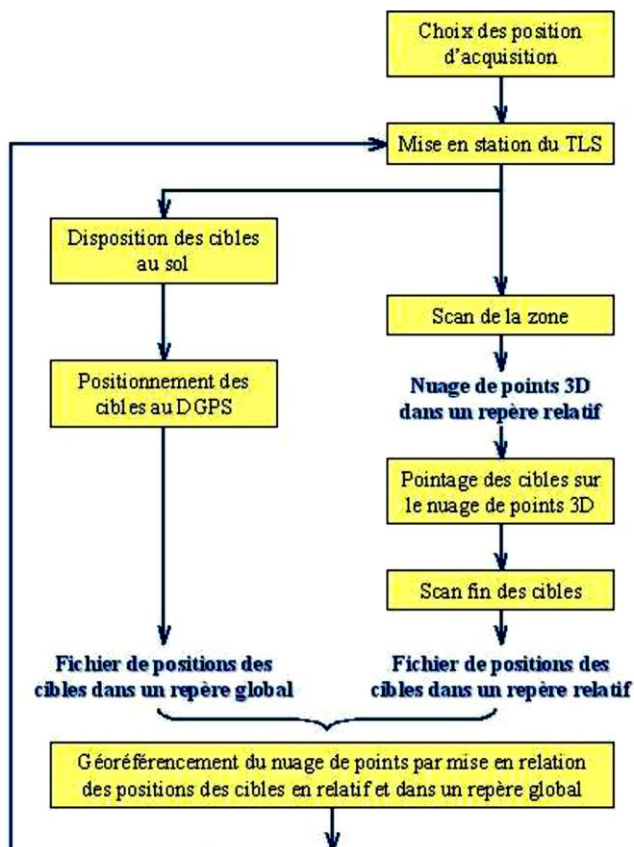 Choix des position
d'acquisition
Mise en station du TLS
Disposition des cibles
au sol
Scan de la zone
Positionnement des
cibles au DGPS
Nuage de points 3D
dans un repère relatif
Pointage des cibles sur
le nuage de points 3D
Scan fin des cibles
Fichier de positions des
cibles dans un repère global
Fichier de positions des
cibles dans un repère relatif
Géoréférencement du nuage de points par mise en relation
des positions des cibles en relatif et dans un repère global